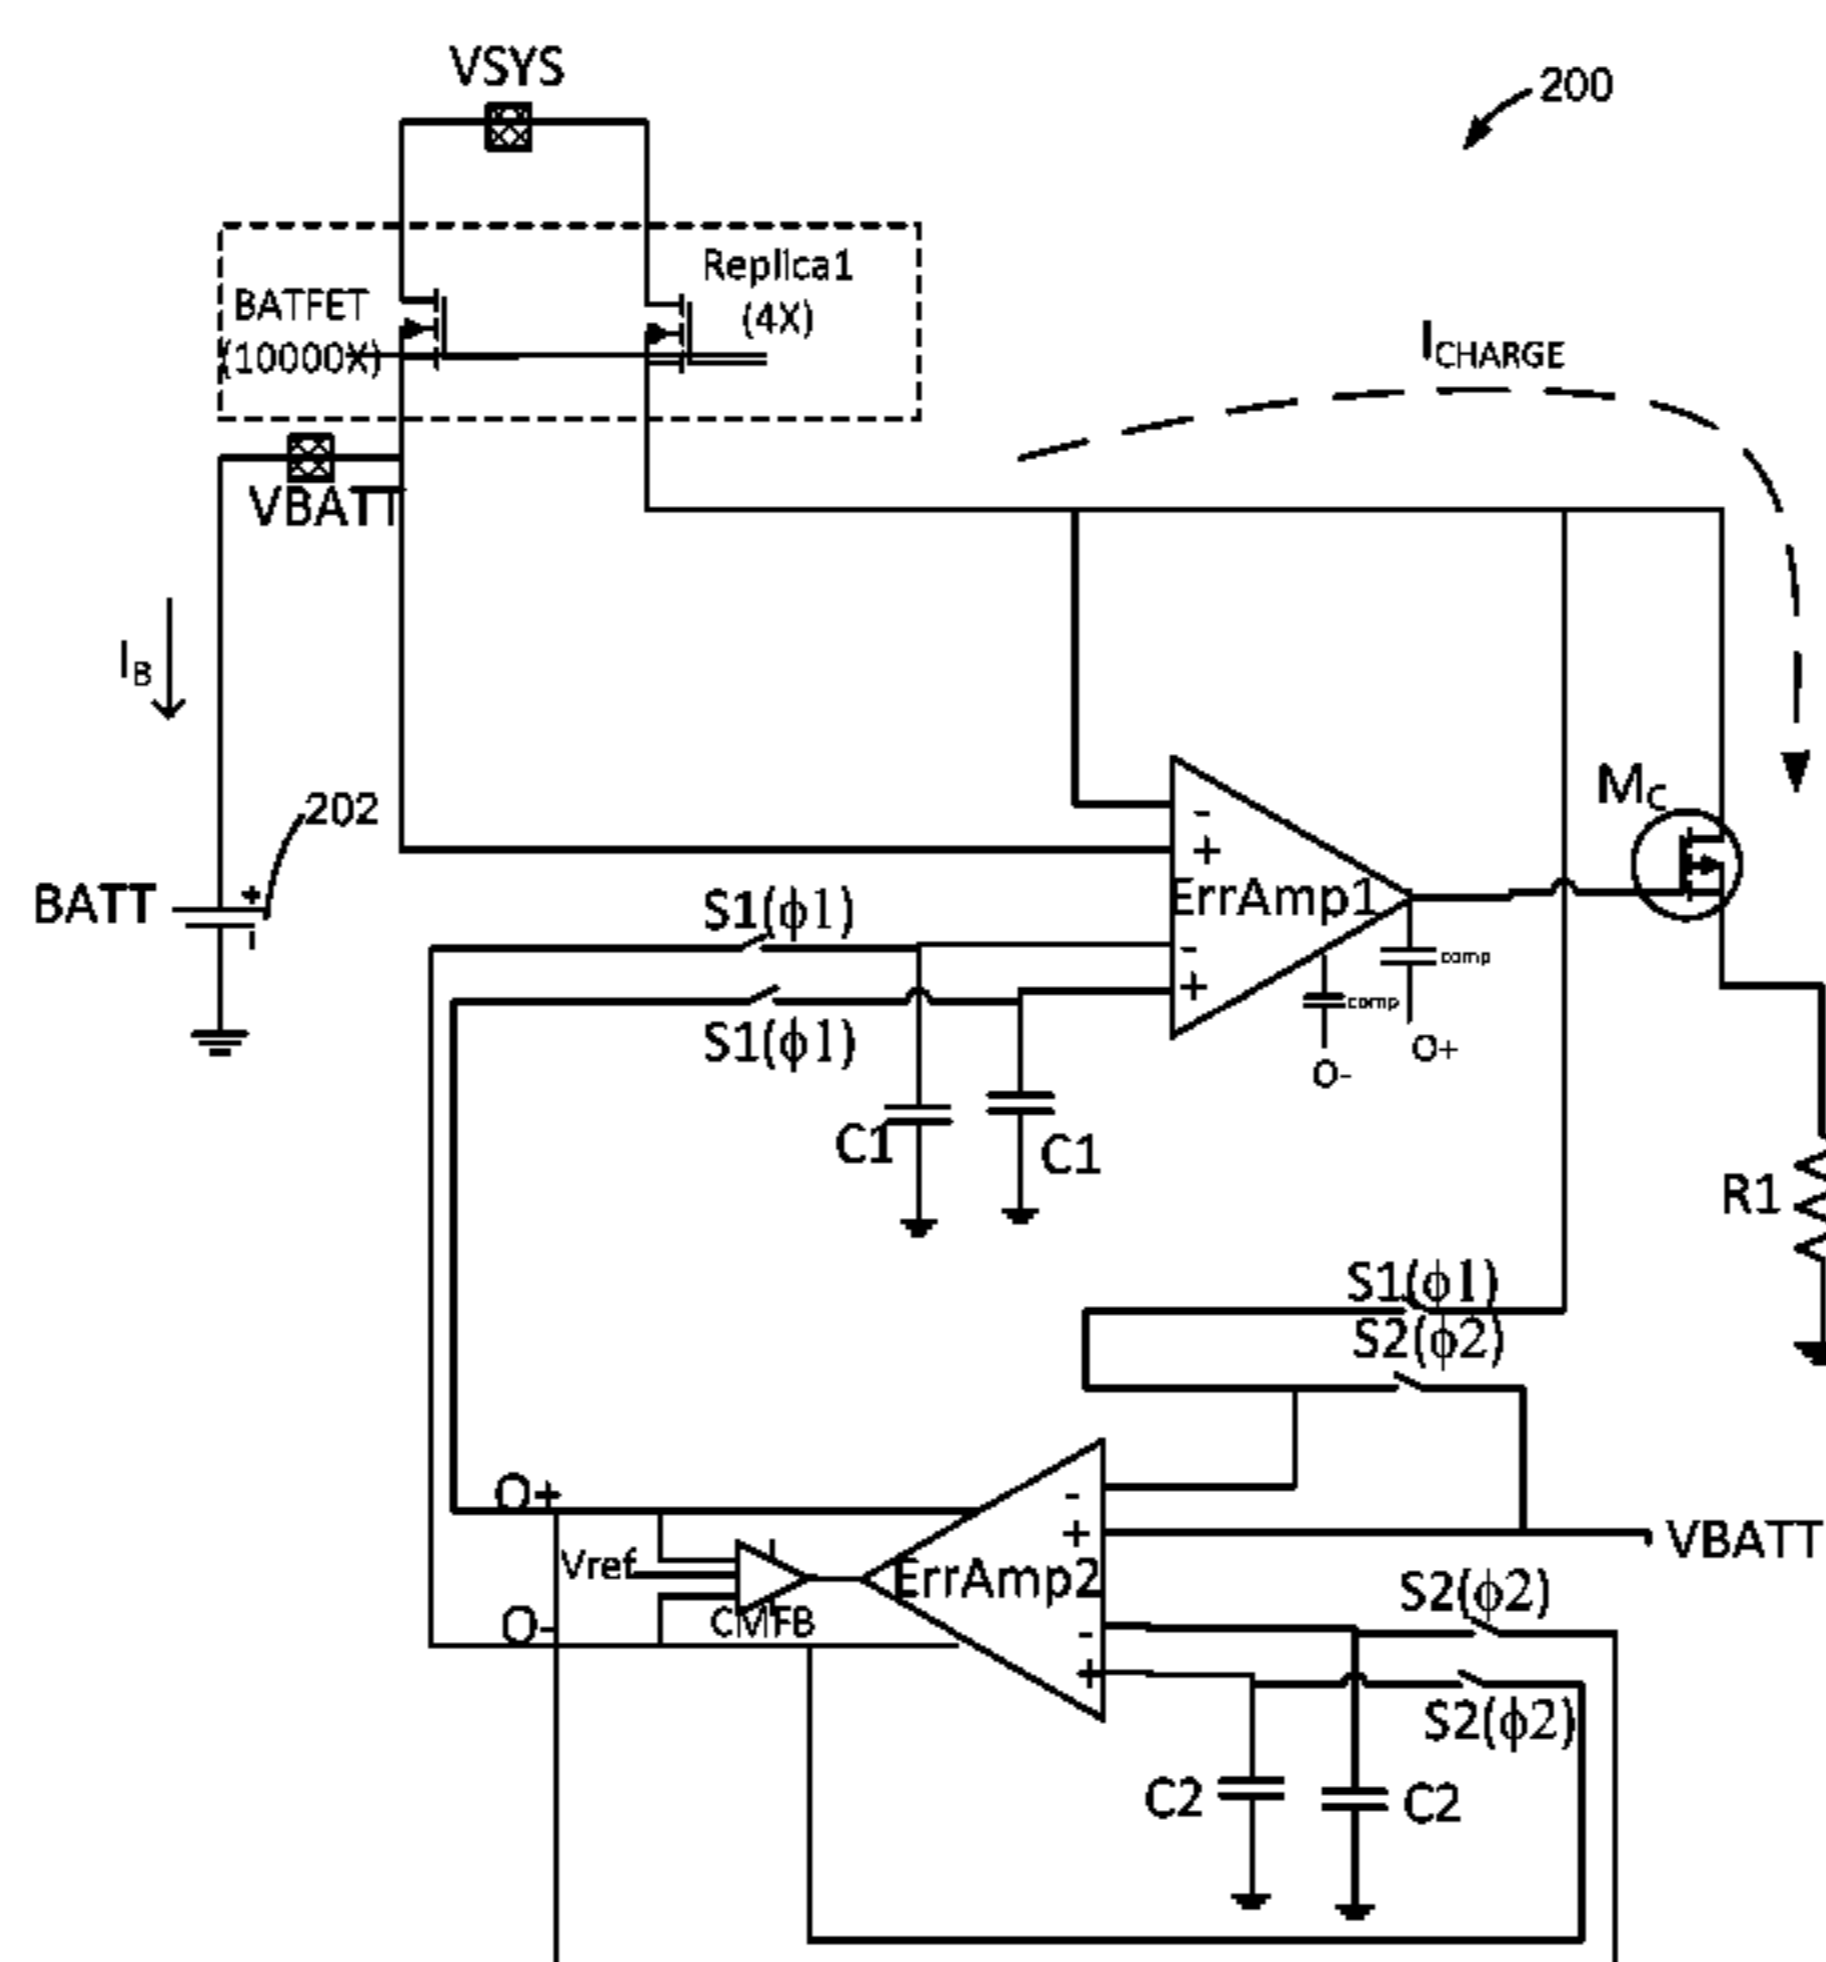 VSYS
200
Replica1
(4X)
BATFET
(10000X)
ICHARGE
VBATT
IB
MC
202
BATT
+
-
-
+
ErrAmp1
S1(ϕ1)
-
+
comp
comp
S1(ϕ1)
O+
O-
C1
C1
R1
S1(ϕ1)
S2(ϕ2)
O+
-
+
VBATT
Vref
ErrAmp2
S2(ϕ2)
O-
CMFB
-
+
S2(ϕ2)
C2
C2